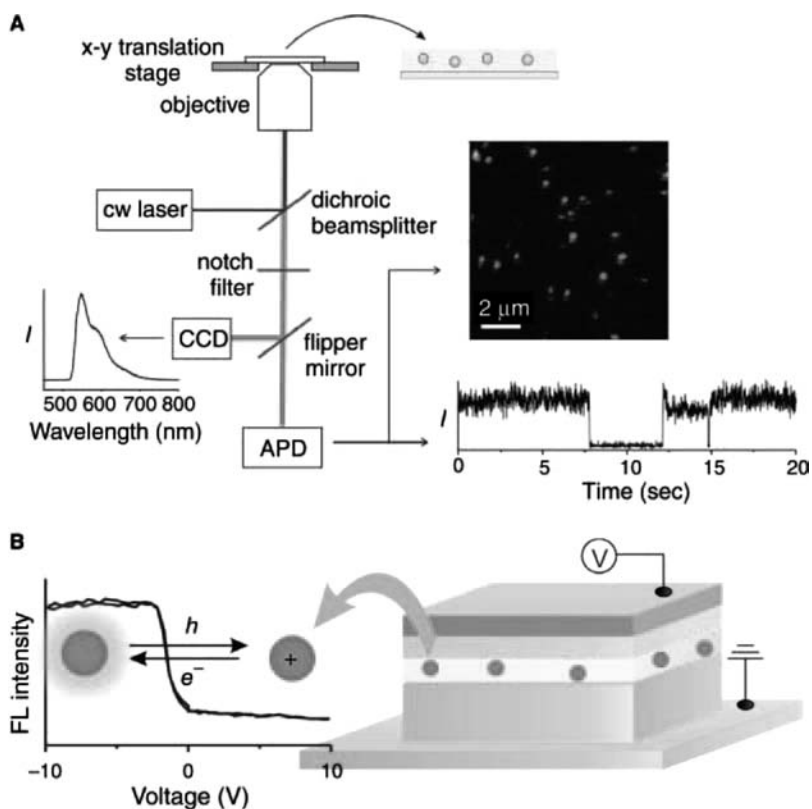 A
x-y translation
stage
objective
cw laser
dichroic
beamsplitter
notch
filter
2 μm
I
CCD
flipper
mirror
500 600 700 800
Wavelength (nm)
APD
I
0 5 10 15 20
Time (sec)
B
V
FL intensity
h
e−
+
−10 0 10
Voltage (V)